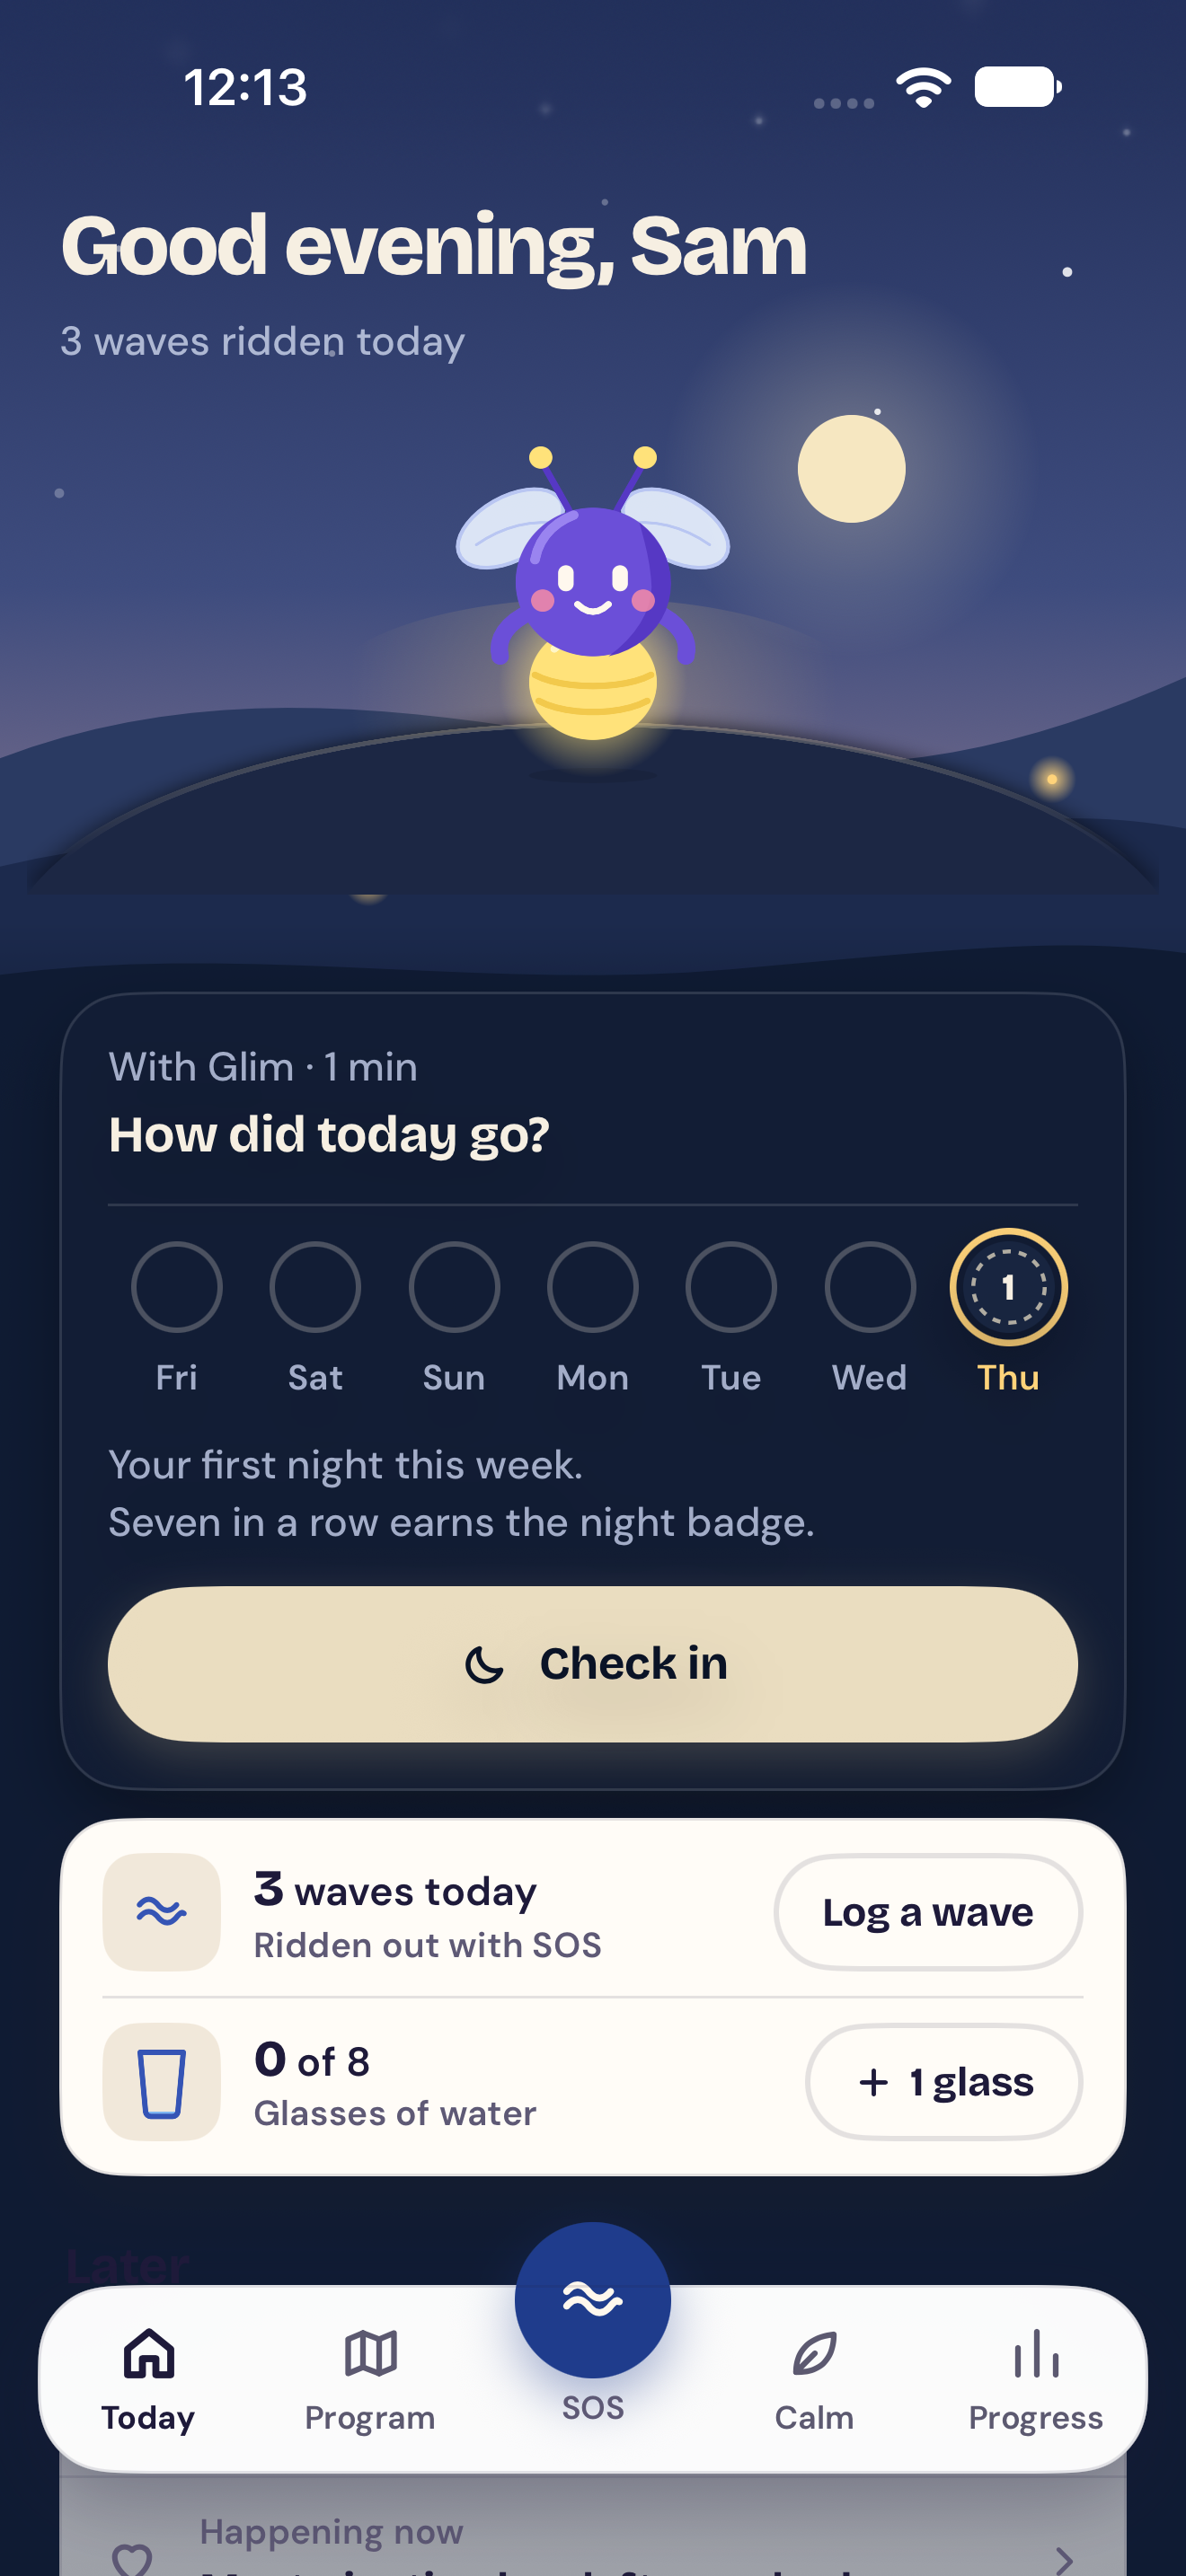 12:13
Good evening, Sam
3 waves ridden today
With Glim · 1 min
How did today go?
1
Fri Sat Sun Mon Tue Wed Thu
Your first night this week.
Seven in a row earns the night badge.
Check in
3 waves today
Ridden out with SOS
Log a wave
0 of 8
Glasses of water
+ 1 glass
Later
Today
Program
SOS
Calm
Progress
Happening now